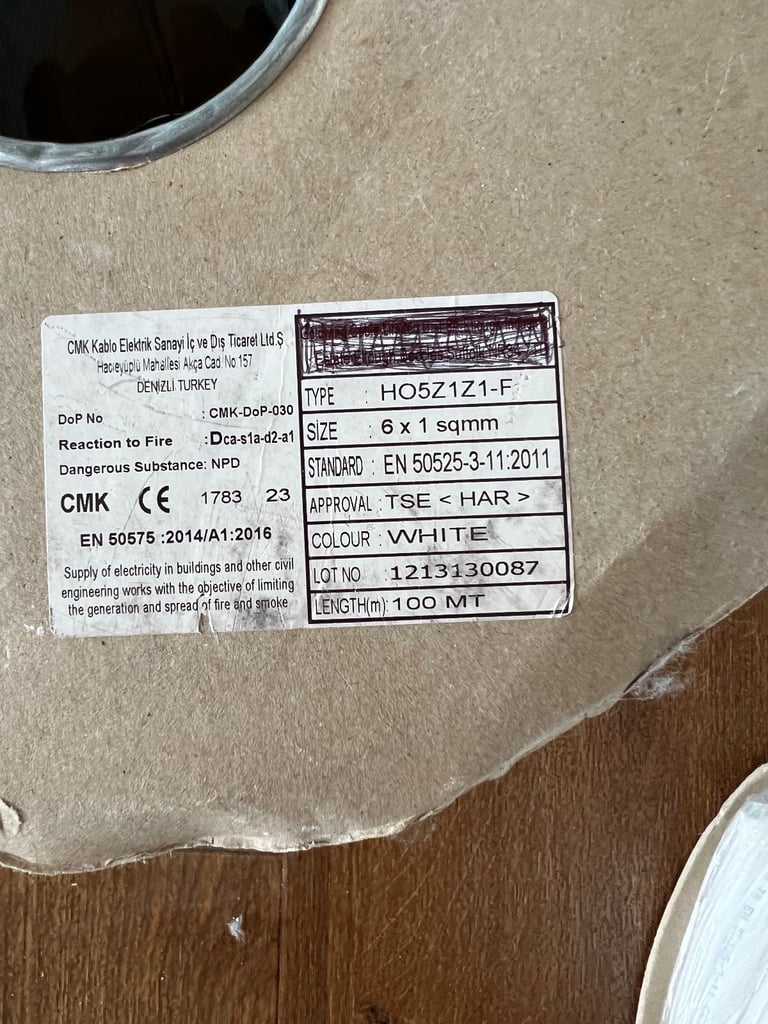 CMK Kablo Elektrik Sanayi İç ve Dış Ticaret Ltd.Ş
Hacıeyüplü Mahallesi Akça Cad. No 157
DENİZLİ TURKEY
DoP No : CMK-DoP-030
Reaction to Fire :Dca-s1a-d2-a1
Dangerous Substance: NPD
CMK CE 1783 23
EN 50575 :2014/A1:2016
Supply of electricity in buildings and other civil
engineering works with the objective of limiting
the generation and spread of fire and smoke
TYPE : HO5Z1Z1-F
SİZE : 6 x 1 sqmm
STANDARD : EN 50525-3-11:2011
APPROVAL : TSE < HAR >
COLOUR : WHITE
LOT NO :1213130087
LENGTH(m): 100 MT